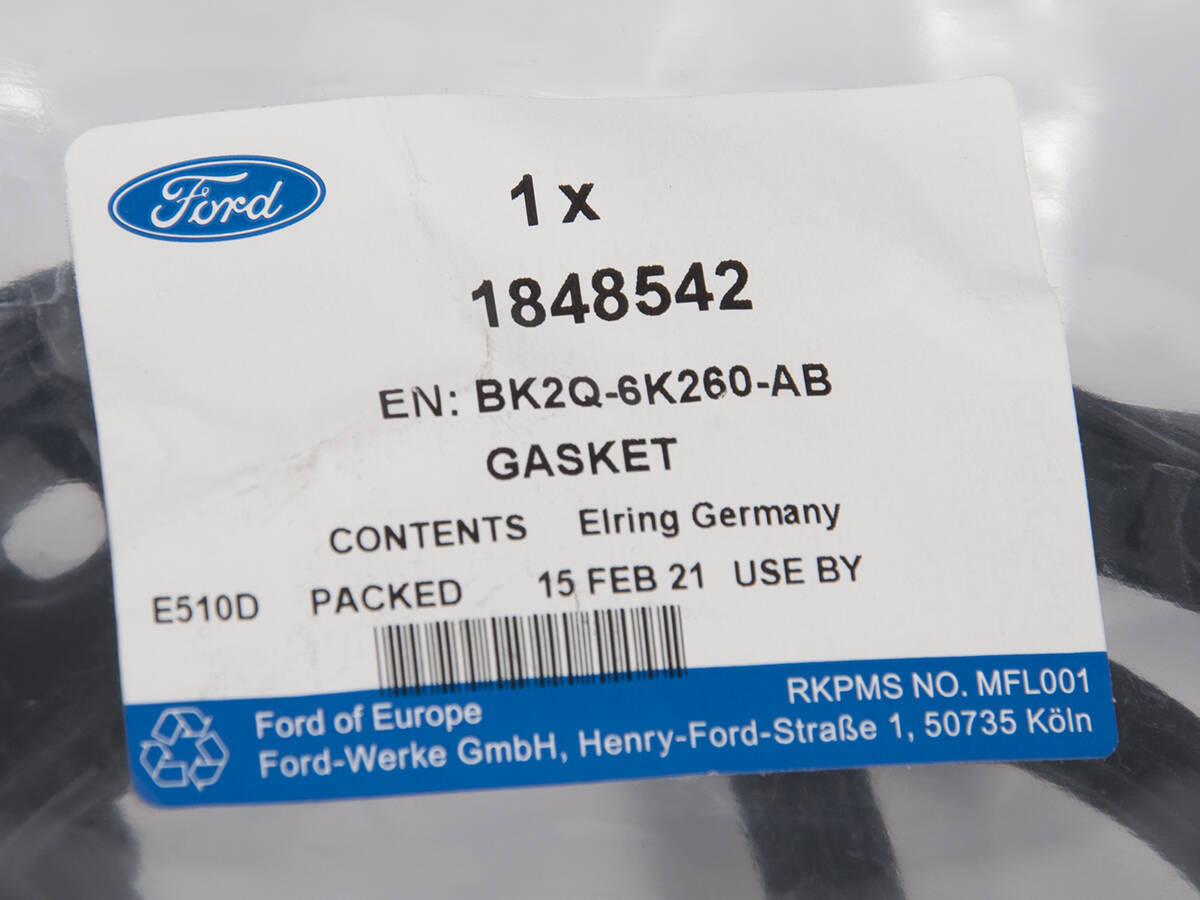 Ford
1 x
1848542
EN: BK2Q-6K260-AB
GASKET
CONTENTS Elring Germany
E510D PACKED 15 FEB 21 USE BY
RKPMS NO. MFL001
Ford of Europe
Ford-Werke GmbH, Henry-Ford-Straße 1, 50735 Köln